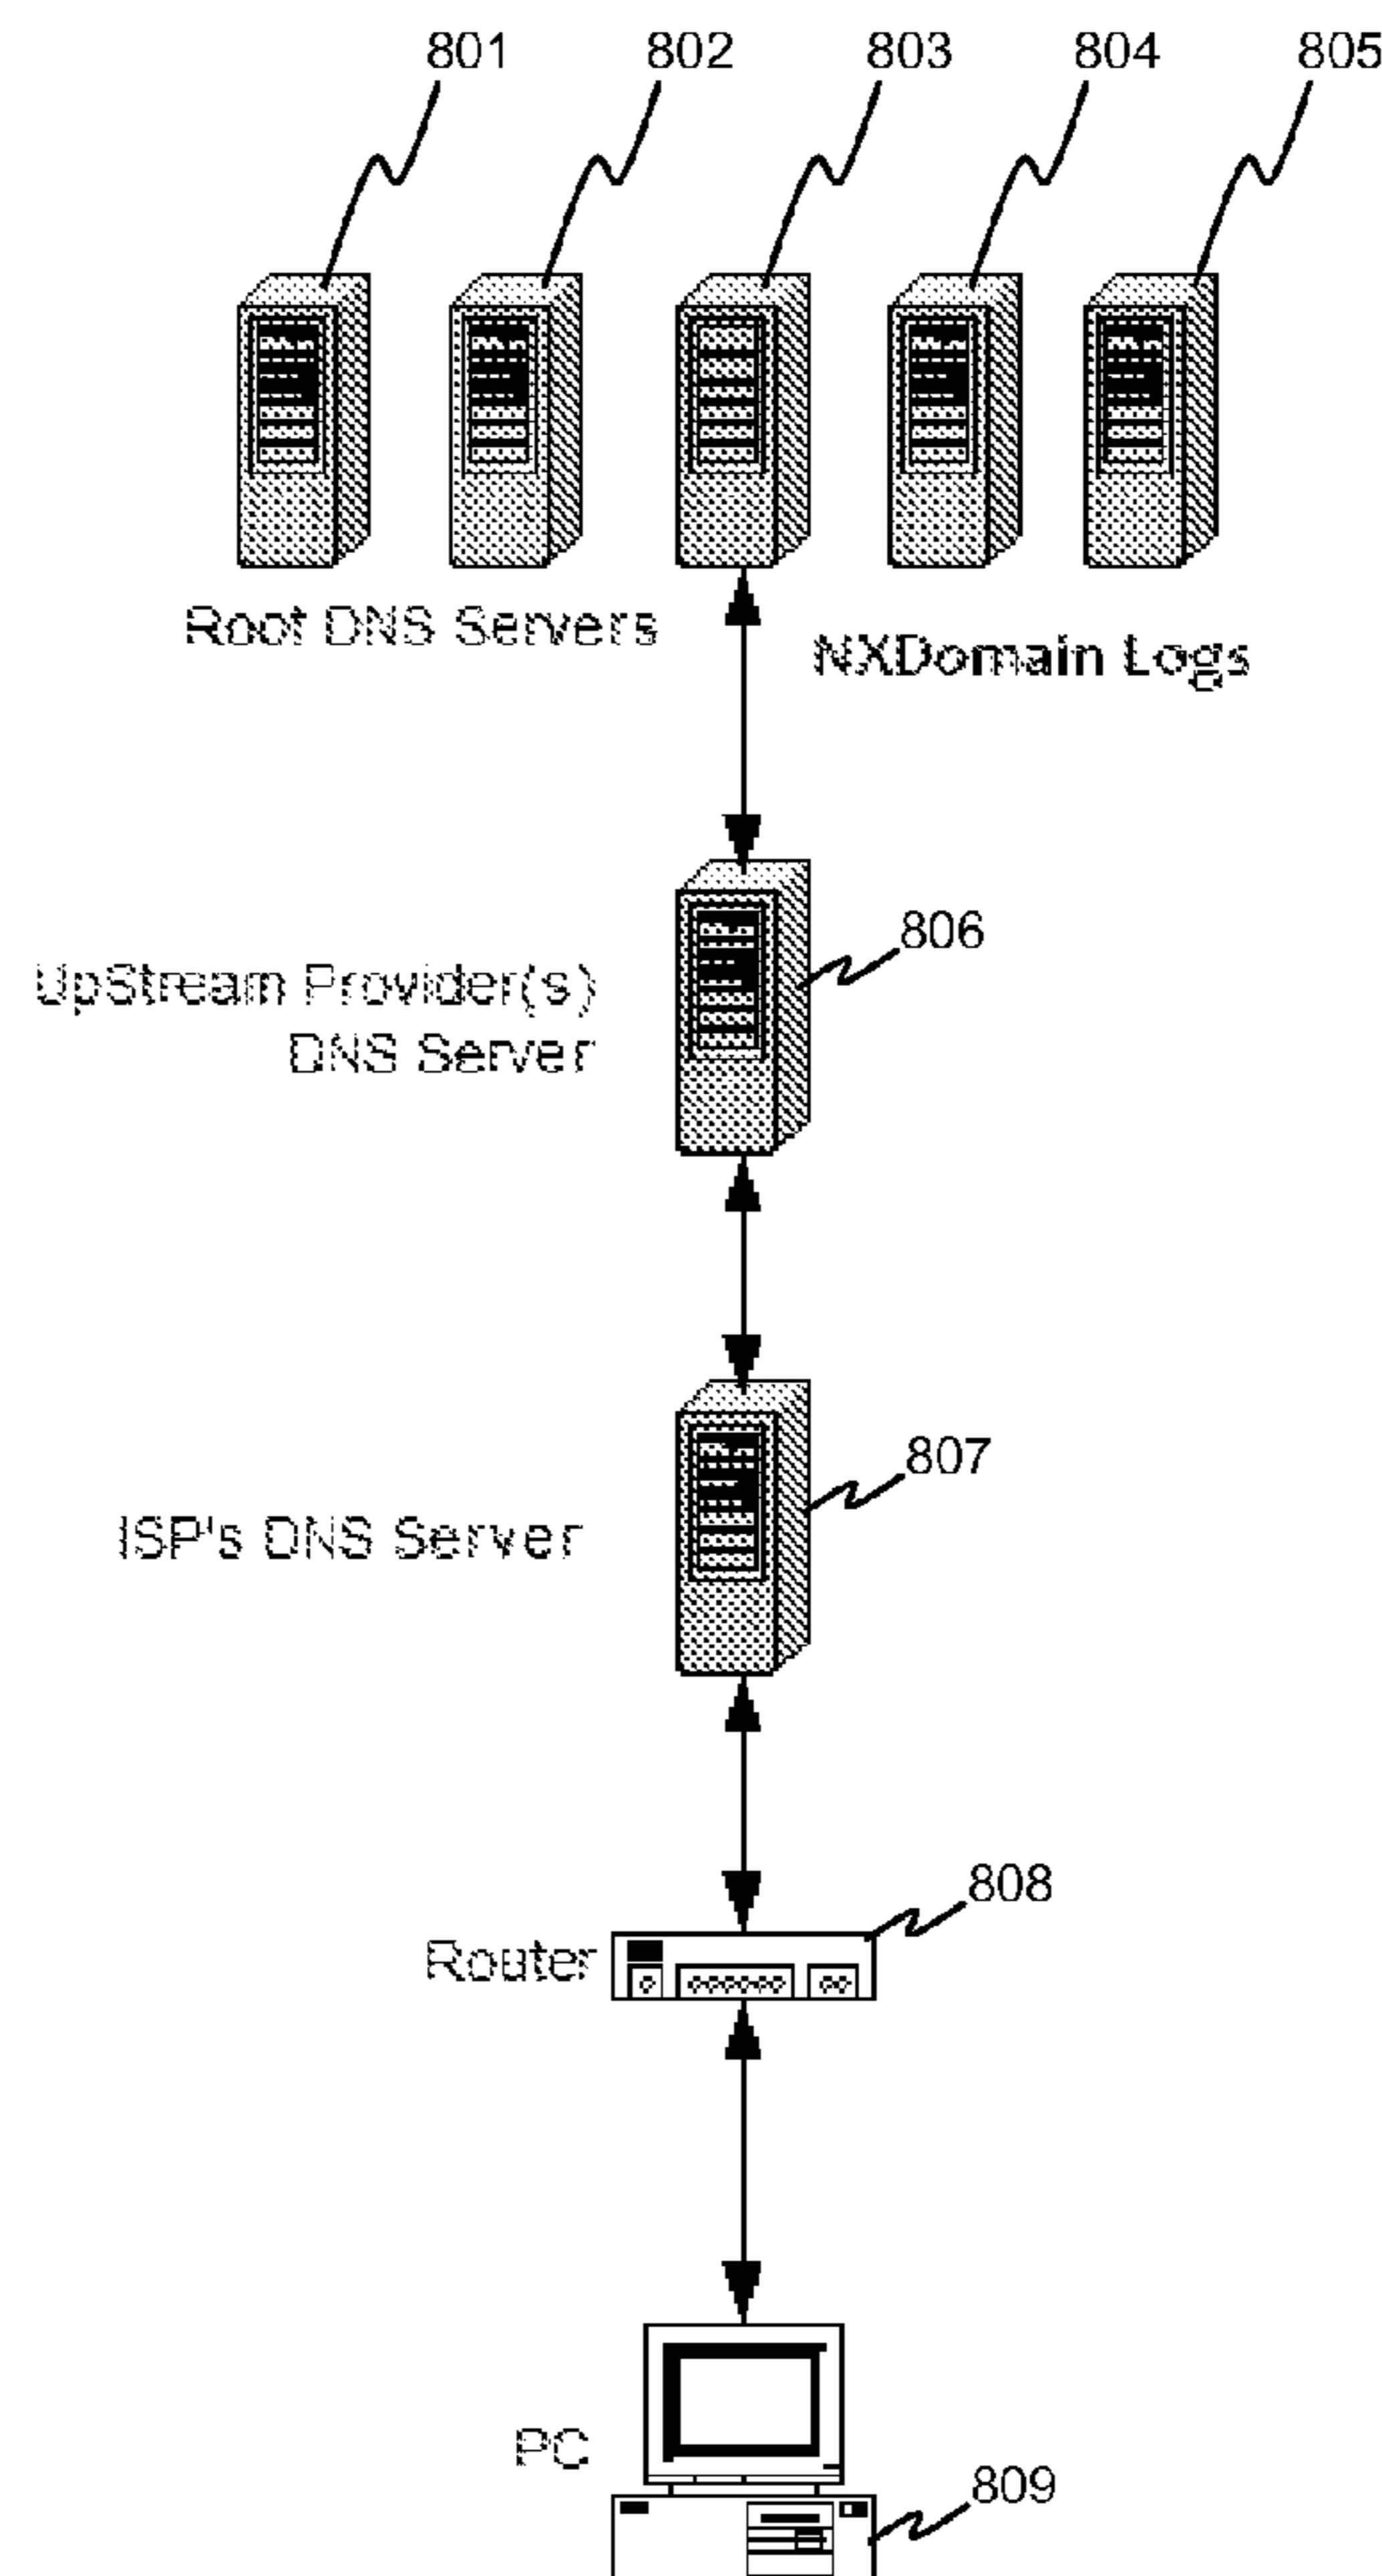 801 802 803 804 805
Root DNS Servers
NXDomain Logs
806
UpStream Provider(s)
DNS Server
807
ISP's DNS Server
808
Router
PC
809